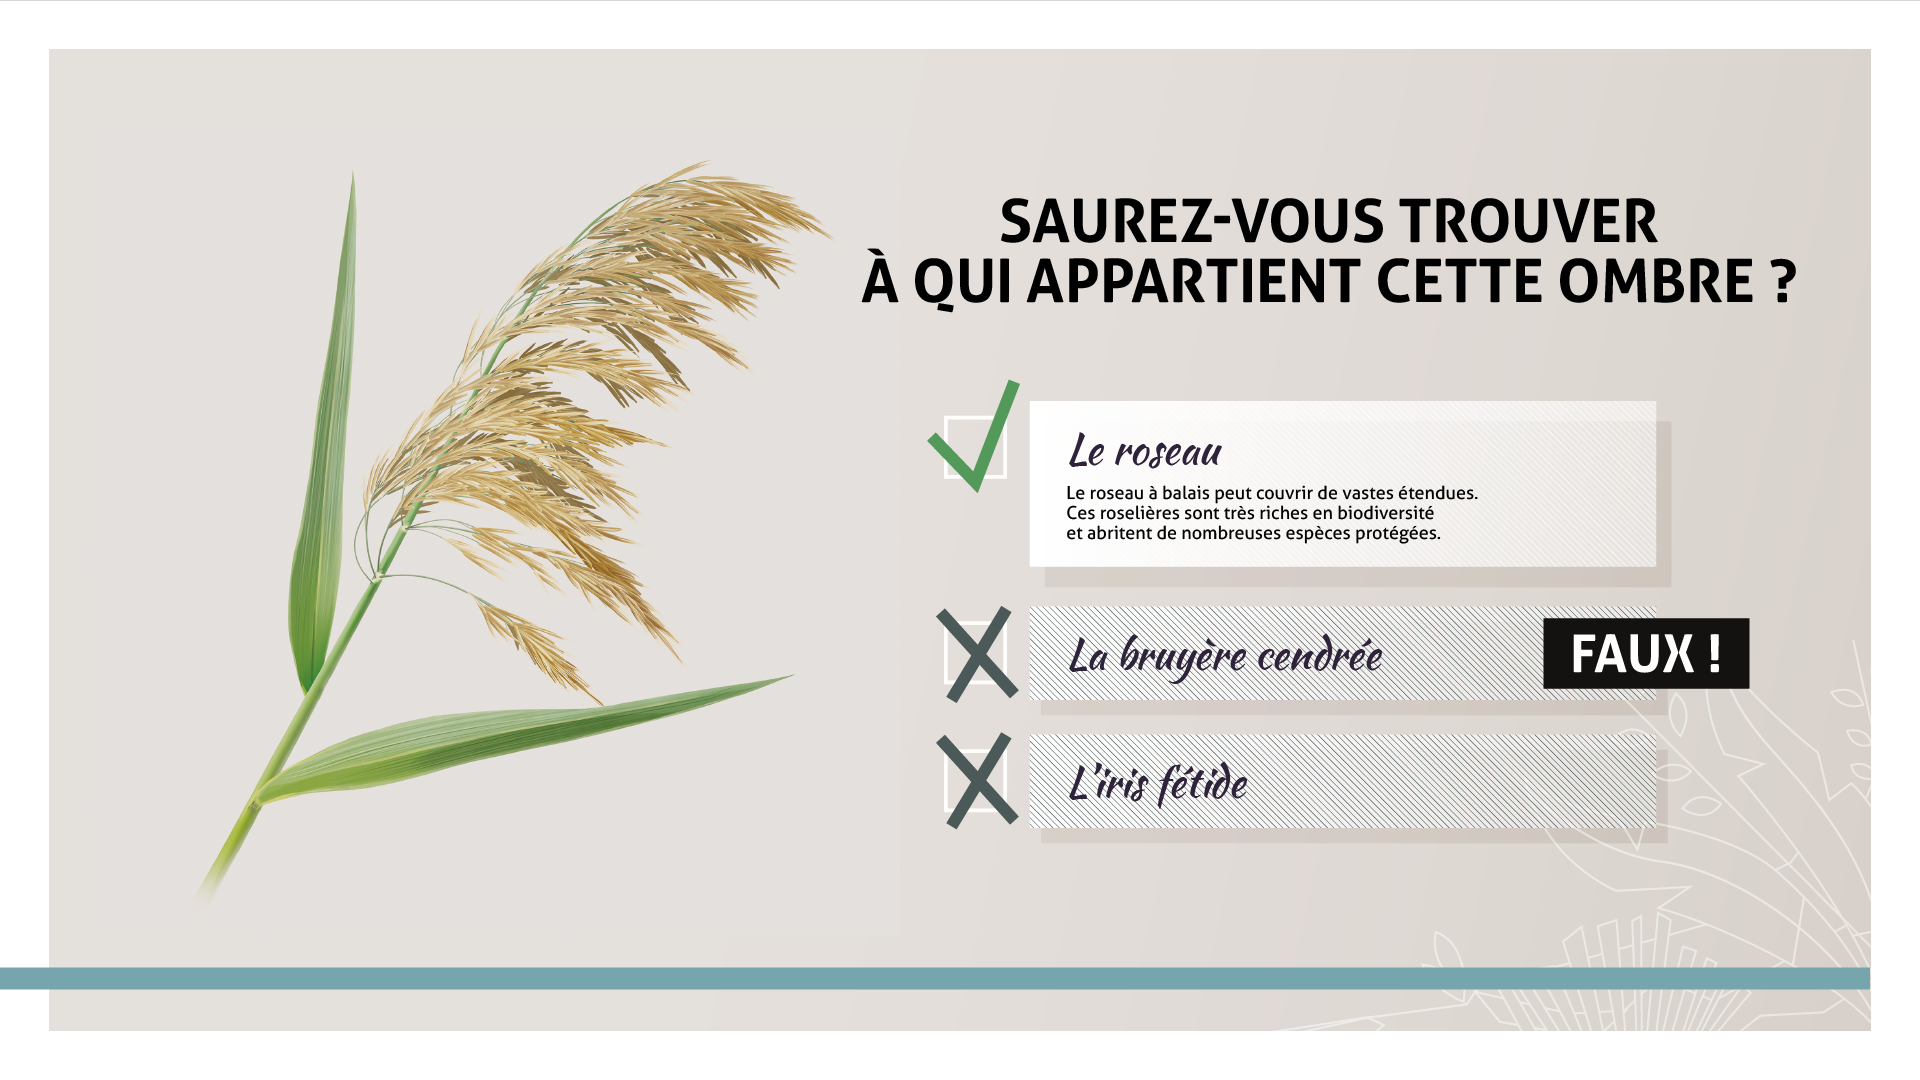 SAUREZ-VOUS TROUVER
À QUI APPARTIENT CETTE OMBRE ?
Le roseau
Le roseau à balais peut couvrir de vastes étendues.
Ces roselières sont très riches en biodiversité
et abritent de nombreuses espèces protégées.
La bruyère cendrée
FAUX !
L'iris fétide